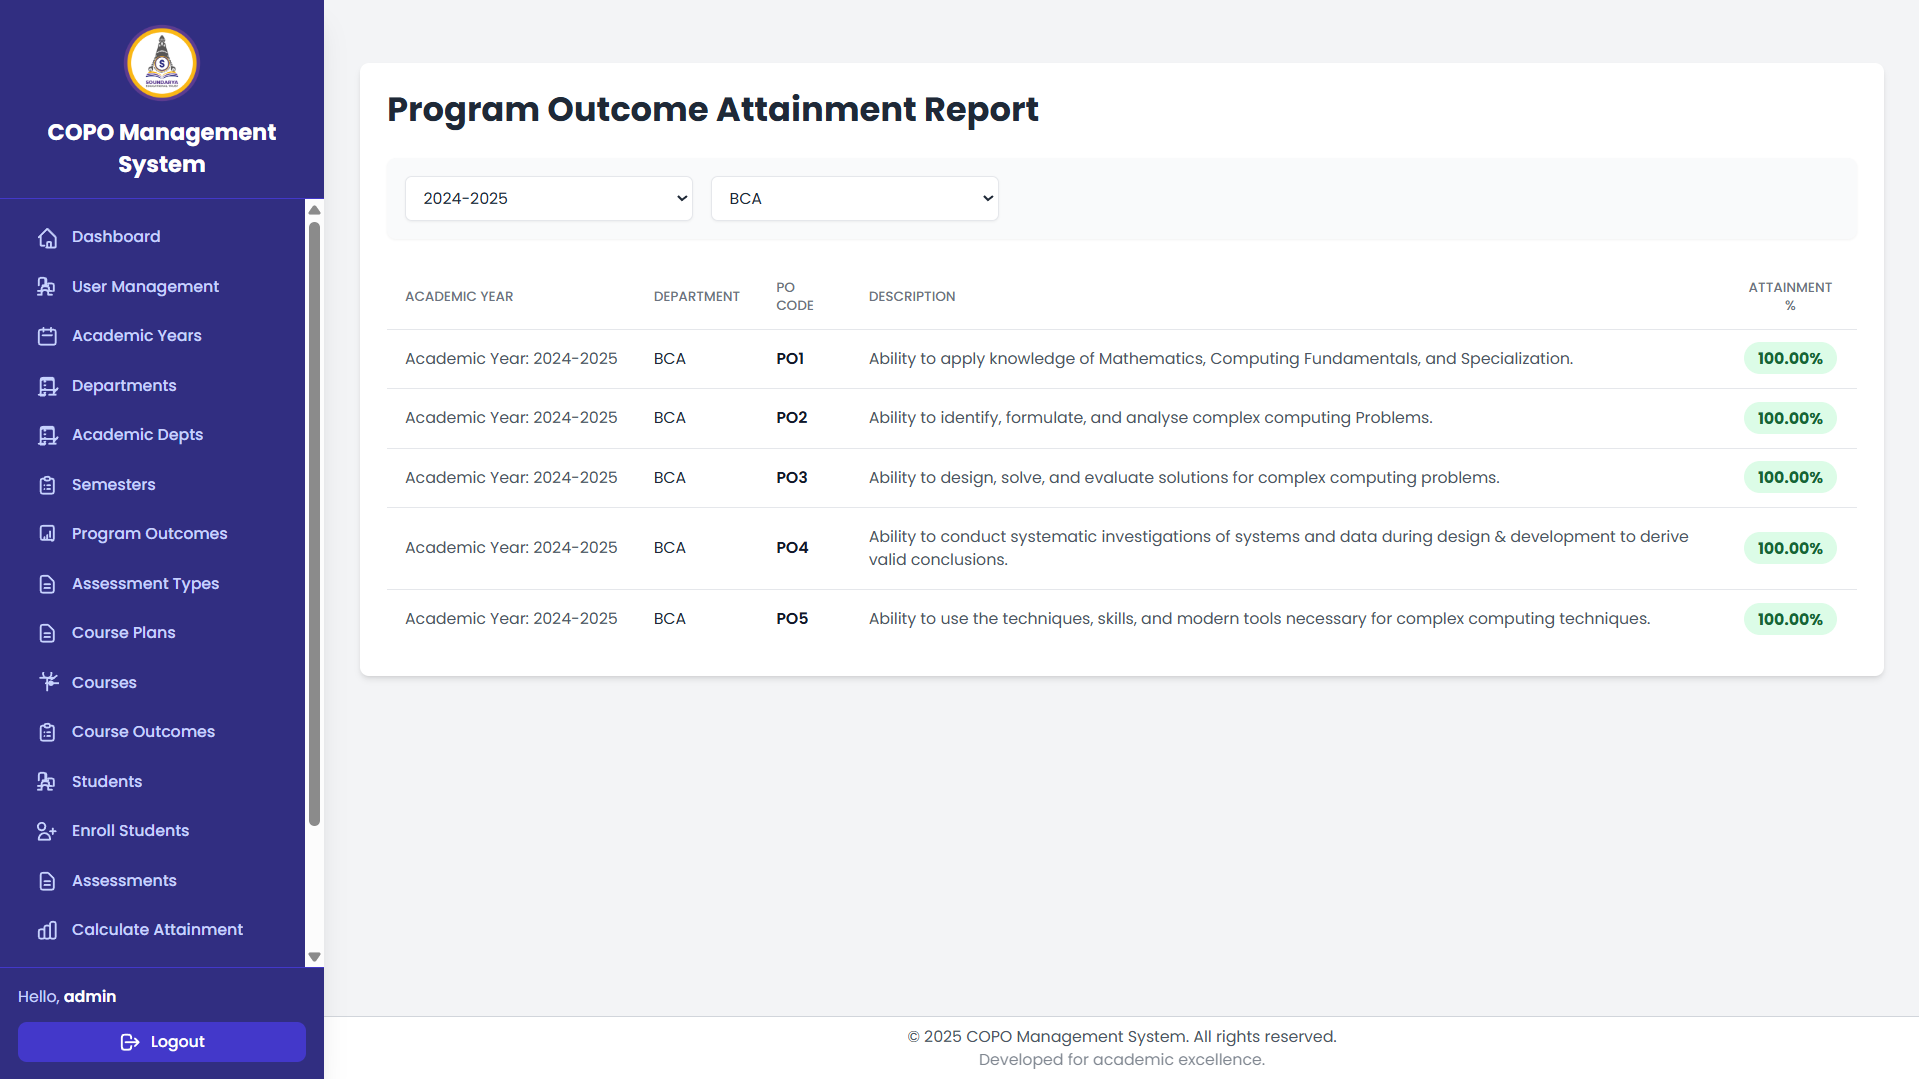 SOUNDARYA
COPO Management
System
Dashboard
User Management
Academic Years
Departments
Academic Depts
Semesters
Program Outcomes
Assessment Types
Course Plans
Courses
Course Outcomes
Students
Enroll Students
Assessments
Calculate Attainment
Hello, admin
Logout
Program Outcome Attainment Report
2024-2025 BCA
ACADEMIC YEAR DEPARTMENT PO CODE DESCRIPTION ATTAINMENT %
Academic Year: 2024-2025 BCA PO1 Ability to apply knowledge of Mathematics, Computing Fundamentals, and Specialization. 100.00%
Academic Year: 2024-2025 BCA PO2 Ability to identify, formulate, and analyse complex computing Problems. 100.00%
Academic Year: 2024-2025 BCA PO3 Ability to design, solve, and evaluate solutions for complex computing problems. 100.00%
Academic Year: 2024-2025 BCA PO4 Ability to conduct systematic investigations of systems and data during design & development to derive
valid conclusions. 100.00%
Academic Year: 2024-2025 BCA PO5 Ability to use the techniques, skills, and modern tools necessary for complex computing techniques. 100.00%
© 2025 COPO Management System. All rights reserved.
Developed for academic excellence.